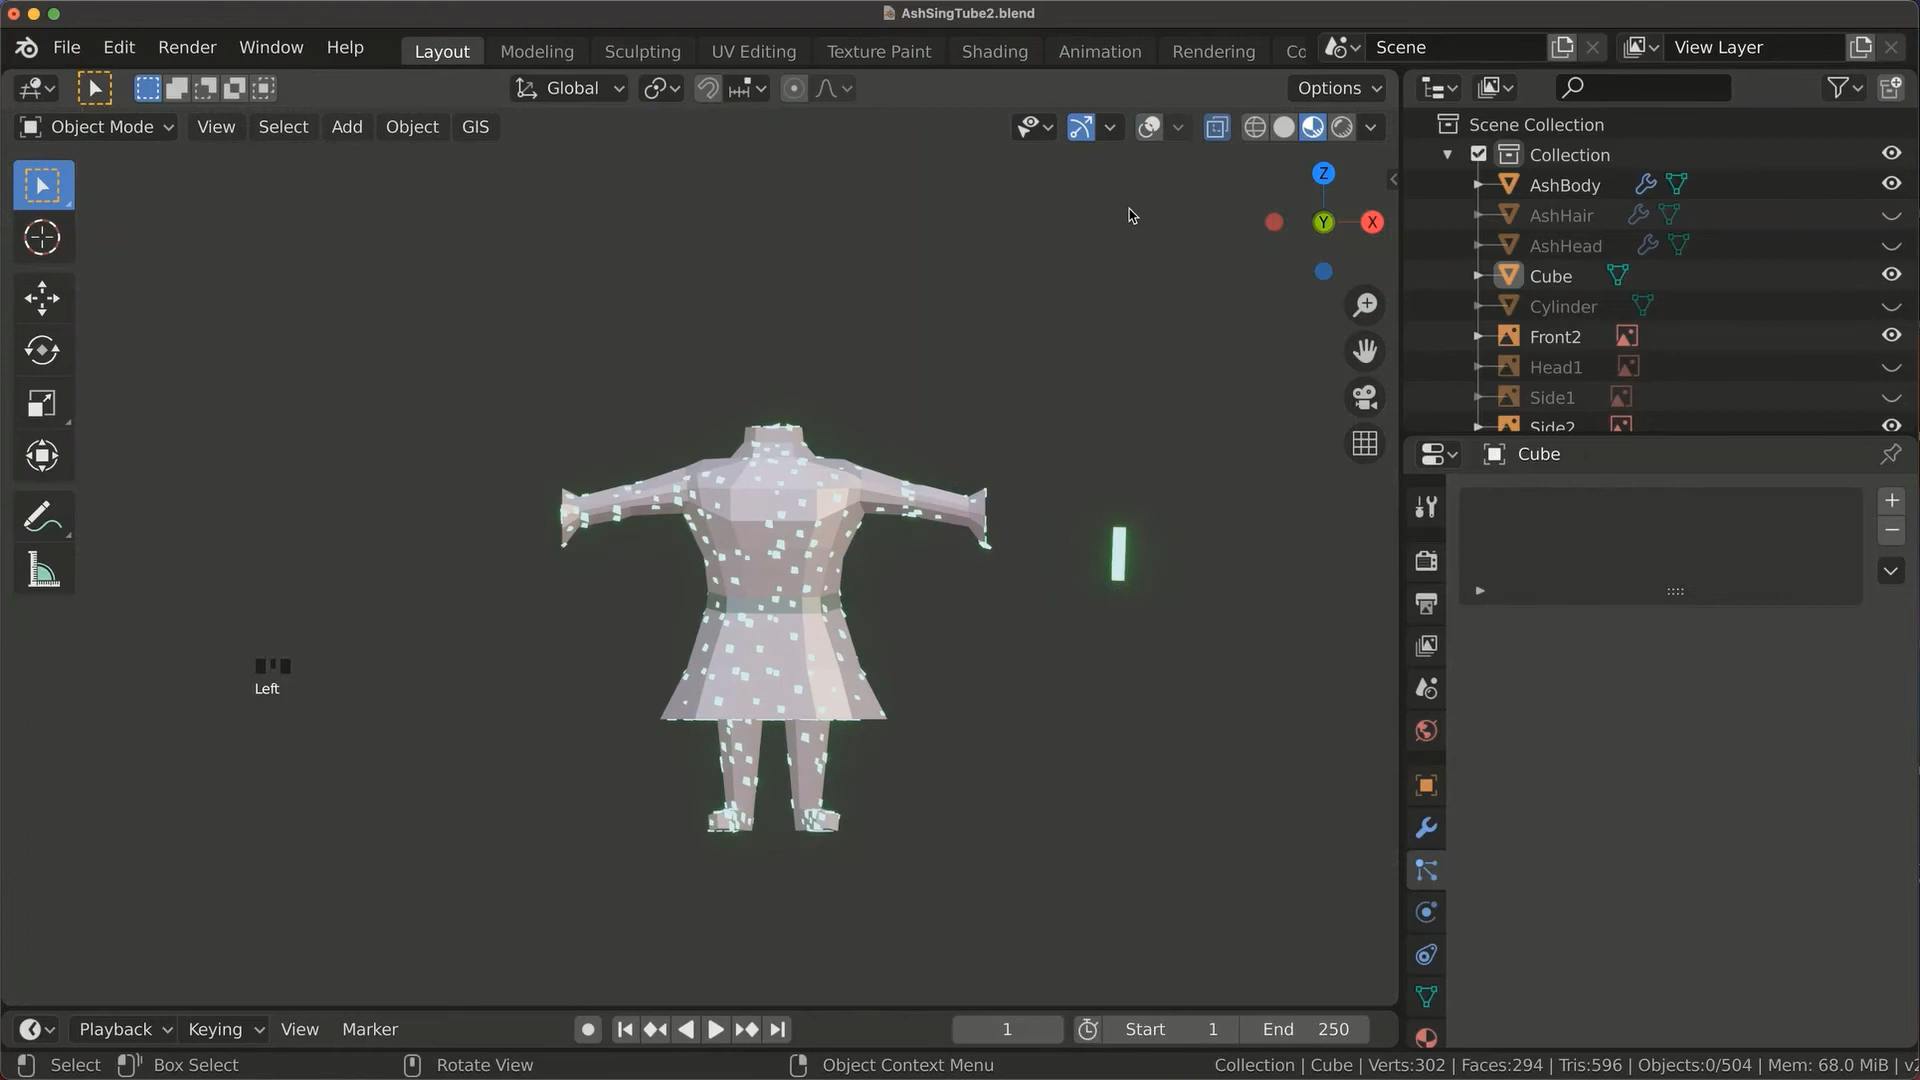 AshSingTube2.blend
File Edit Render Window Help Layout Modeling Sculpting UV Editing Texture Paint Shading Animation Rendering Co Scene View Layer
Global Options
Object Mode View Select Add Object GIS
Z
Y X
Scene Collection
Collection
AshBody
AshHair
AshHead
Cube
Cylinder
Front2
Head1
Side1
Side2
Cube
Left
Playback Keying View Marker 1 Start 1 End 250
Select Box Select Rotate View Object Context Menu Collection | Cube | Verts:302 | Faces:294 | Tris:596 | Objects:0/504 | Mem: 68.0 MiB | v2